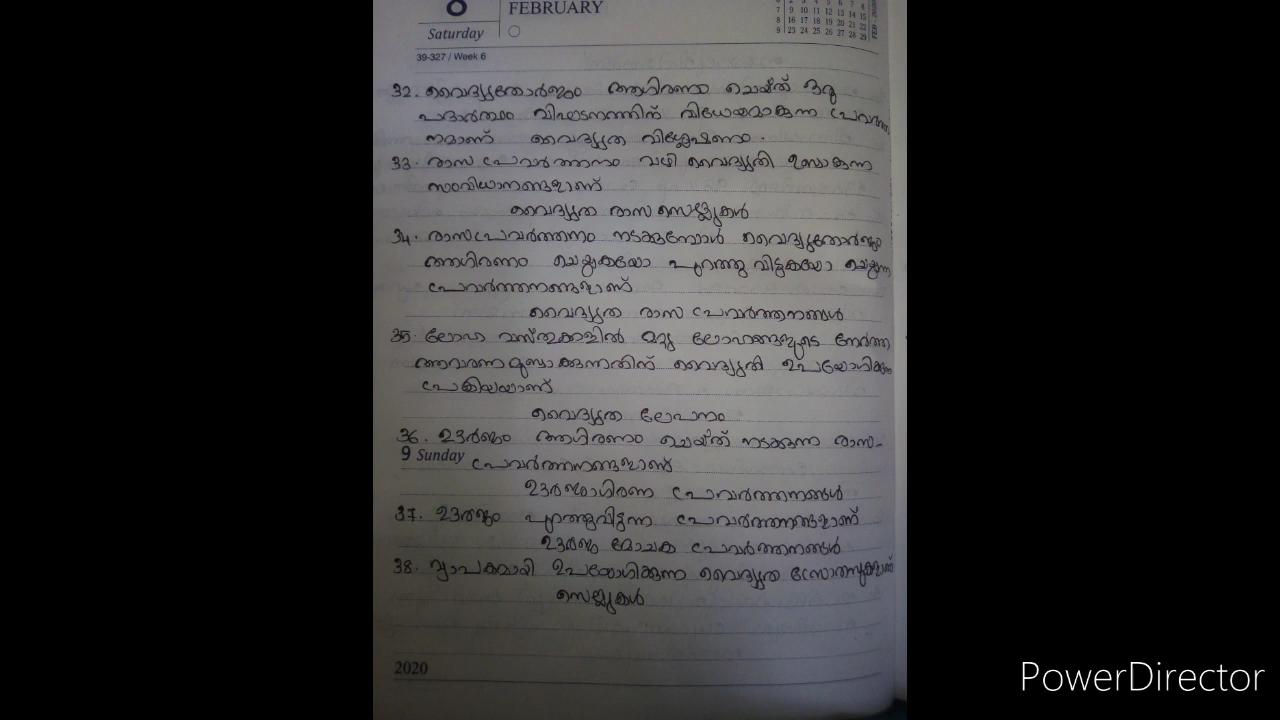 8 FEBRUARY
Saturday
39-327 / Week 6
32. വൈദ്യുതോർജം ആഗിരണം ചെയ്ത് ഒരു
പദാർത്ഥം വിഘടനത്തിന് വിധേയമാകുന്ന പ്രവർത്ത
നമാണ് വൈദ്യുത വിശ്ലേഷണം.
33. രാസ പ്രവർത്തനം വഴി വൈദ്യുതി ഉണ്ടാകുന്ന
സംവിധാനങ്ങളാണ്
വൈദ്യുത രാസ സെല്ലുകൾ
34. രാസപ്രവർത്തനം നടക്കുമ്പോൾ വൈദ്യുതോർജം
ആഗിരണം ചെയ്യുകയോ പുറത്തു വിടുകയോ ചെയ്യുന്ന
പ്രവർത്തനങ്ങളാണ്
വൈദ്യുത രാസ പ്രവർത്തനങ്ങൾ
35. ലോഹ വസ്തുക്കളിൽ മറ്റു ലോഹങ്ങളുടെ നേർത്ത
ആവരണമുണ്ടാക്കുന്നതിന് വൈദ്യുതി ഉപയോഗിക്കും
പ്രക്രിയയാണ്
വൈദ്യുത ലേപനം
36. ഊർജം ആഗിരണം ചെയ്ത് നടക്കുന്ന രാസ-
9 Sunday പ്രവർത്തനങ്ങളാണ്
ഊർജാഗിരണ പ്രവർത്തനങ്ങൾ
37. ഊർജം പുറത്തുവിടുന്ന പ്രവർത്തനങ്ങളാണ്
ഊർജ മോചക പ്രവർത്തനങ്ങൾ
38. വ്യാപകമായി ഉപയോഗിക്കുന്ന വൈദ്യുത സ്രോതസ്സുകളാണ്
സെല്ലുകൾ
2020
PowerDirector